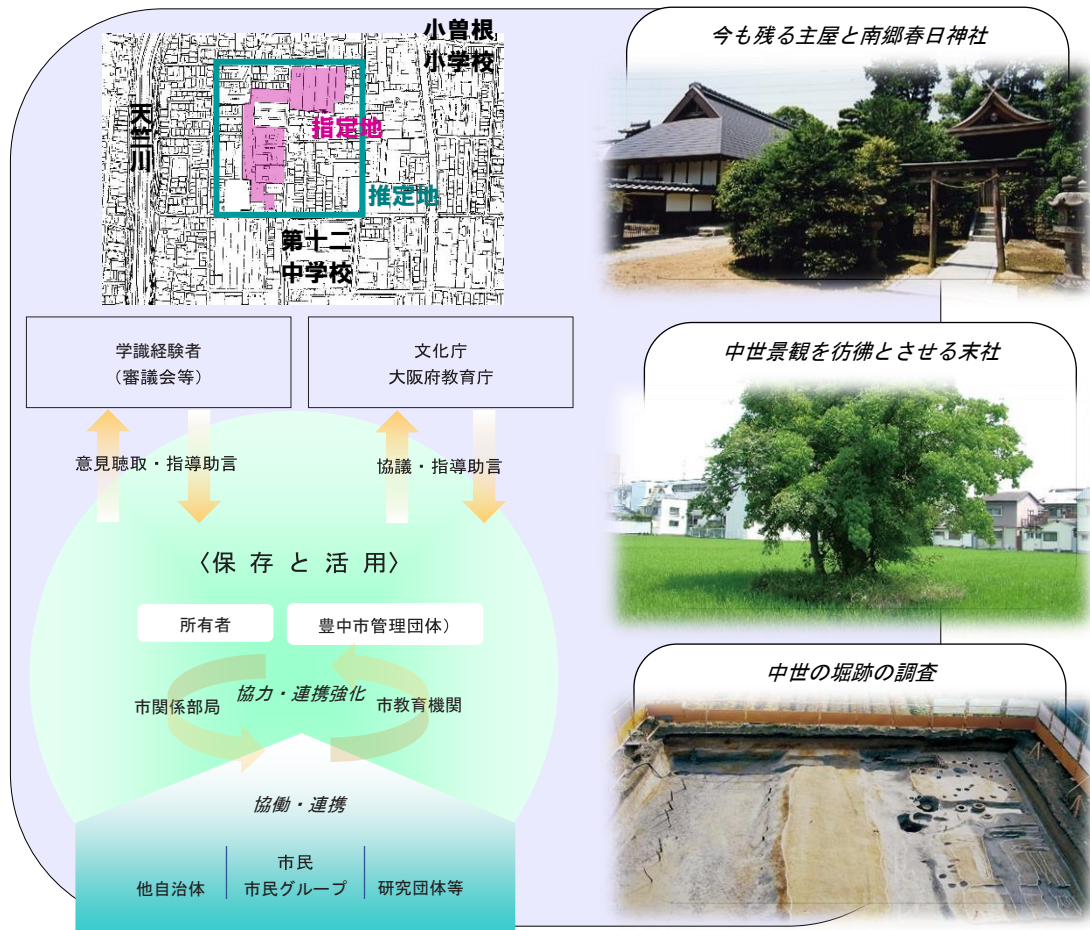 小曽根
小学校
天竺川
指定地
推定地
第十二
中学校
学識経験者
（審議会等）
文化庁
大阪府教育庁
意見聴取・指導助言
協議・指導助言
〈保 存 と 活 用〉
所有者
豊中市管理団体）
協力・連携強化
市関係部局
市教育機関
協働・連携
他自治体
市民
市民グループ
研究団体等
今も残る主屋と南郷春日神社
中世景観を彷彿とさせる末社
中世の堀跡の調査